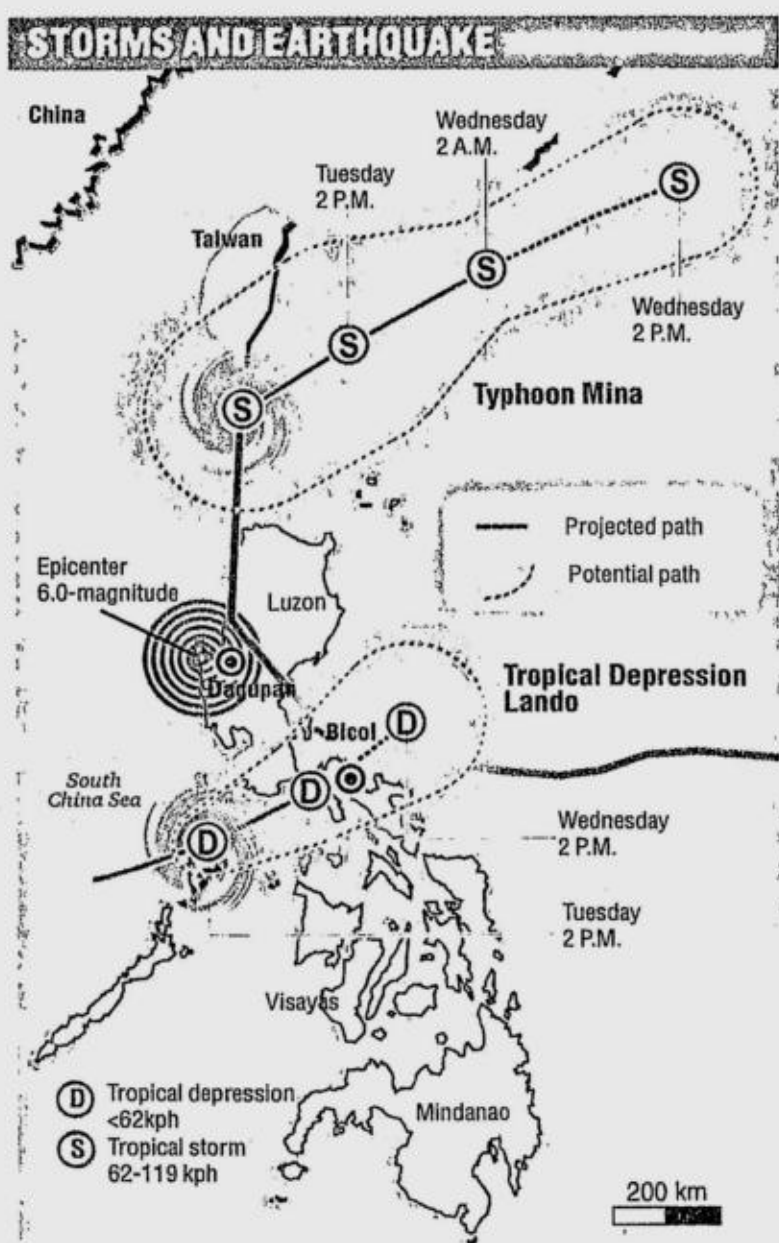 STORMS AND EARTHQUAKE
China
Wednesday
2 A.M.
Tuesday
2 P.M.
S
Taiwan
S
Wednesday
2 P.M.
S
S
Typhoon Mina
Projected path
Potential path
Epicenter
6.0-magnitude
Luzon
Dagupan
Tropical Depression
Lando
D
Bicol
D
South
China Sea
D
Wednesday
2 P.M.
Tuesday
2 P.M.
Visayas
D Tropical depression
<62kph
S Tropical storm
62-119 kph
Mindanao
200 km